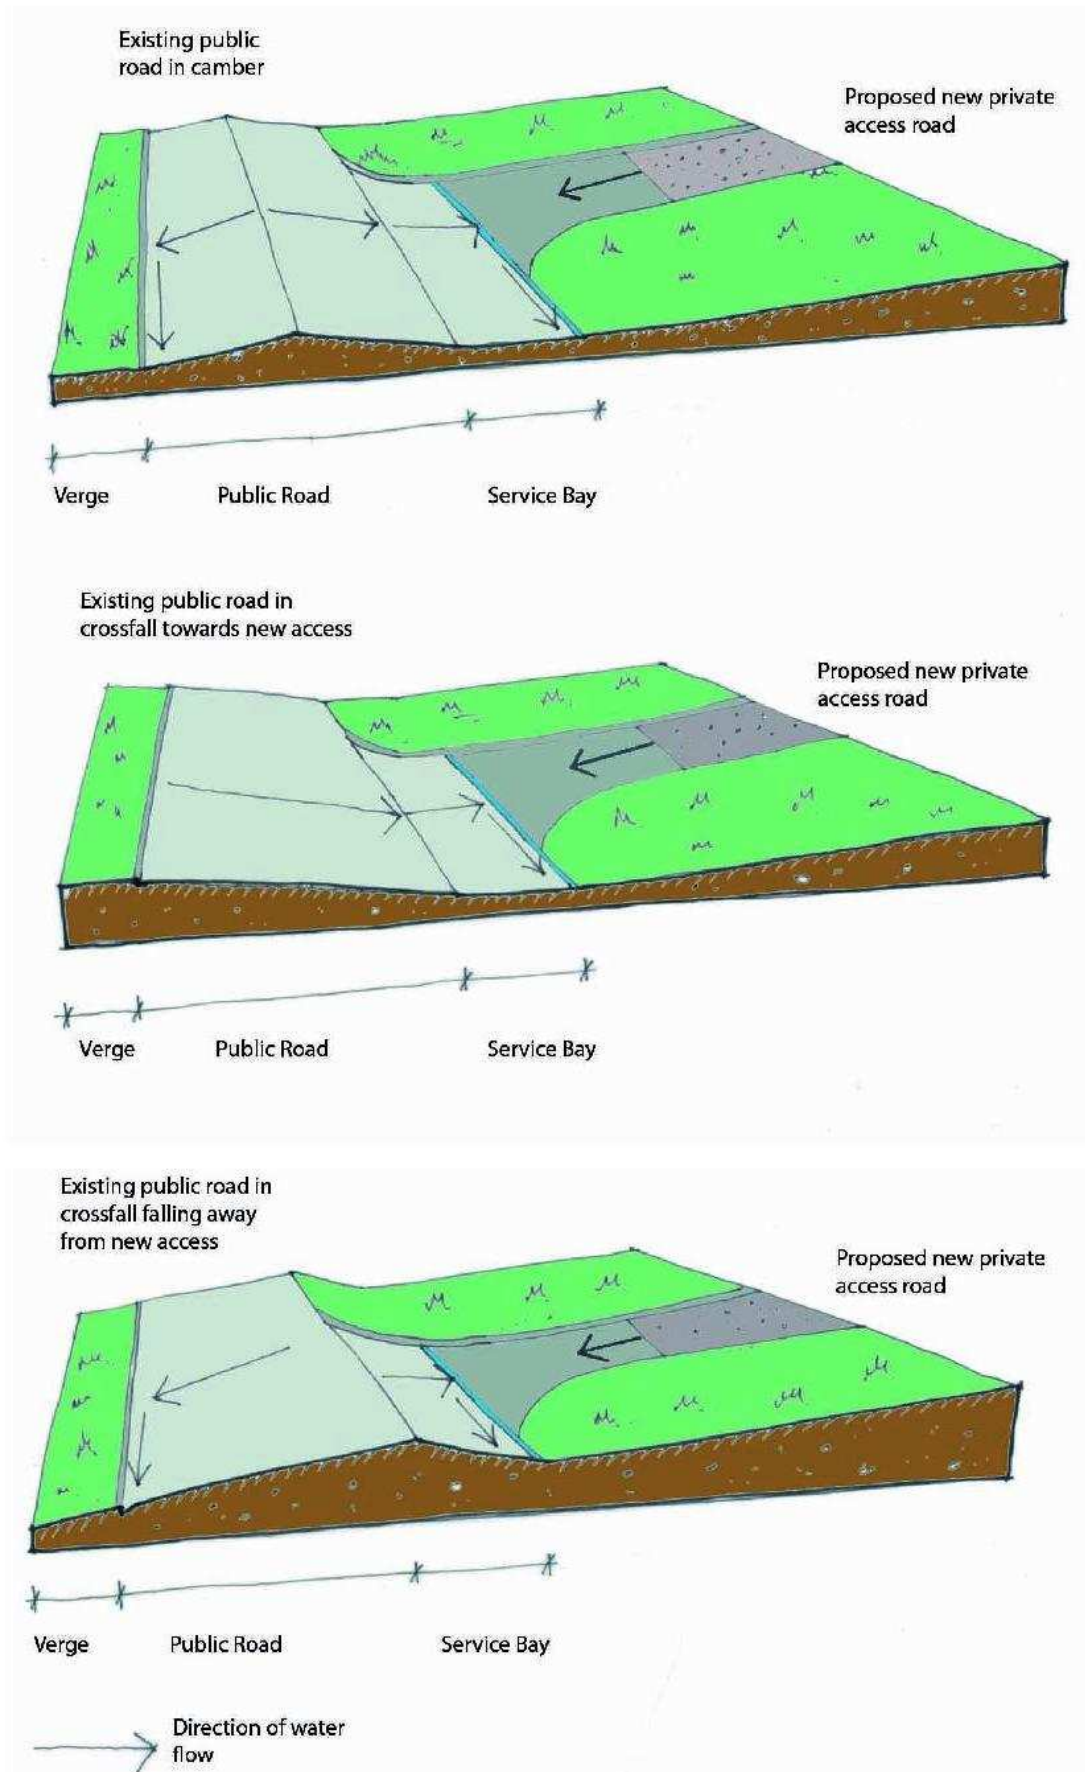 Existing public
road in camber
Proposed new private
access road
Verge
Public Road
Service Bay
Existing public road in
crossfall towards new access
Proposed new private
access road
Verge
Public Road
Service Bay
Existing public road in
crossfall falling away
from new access
Proposed new private
access road
Verge
Public Road
Service Bay
Direction of water
flow